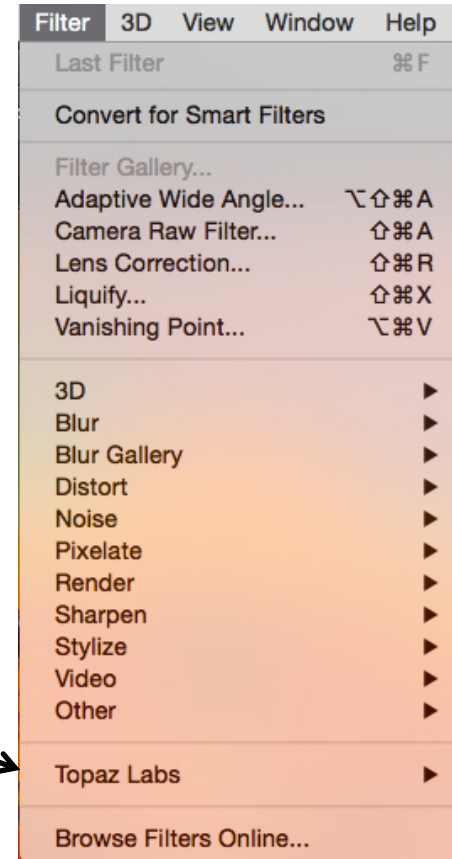 Filter 3D View Window Help
Last Filter ⌘F
Convert for Smart Filters
Filter Gallery...
Adaptive Wide Angle... ⌥⇧⌘A
Camera Raw Filter... ⇧⌘A
Lens Correction... ⇧⌘R
Liquify... ⇧⌘X
Vanishing Point... ⌥⌘V
3D ▶
Blur ▶
Blur Gallery ▶
Distort ▶
Noise ▶
Pixelate ▶
Render ▶
Sharpen ▶
Stylize ▶
Video ▶
Other ▶
Topaz Labs ▶
Browse Filters Online...